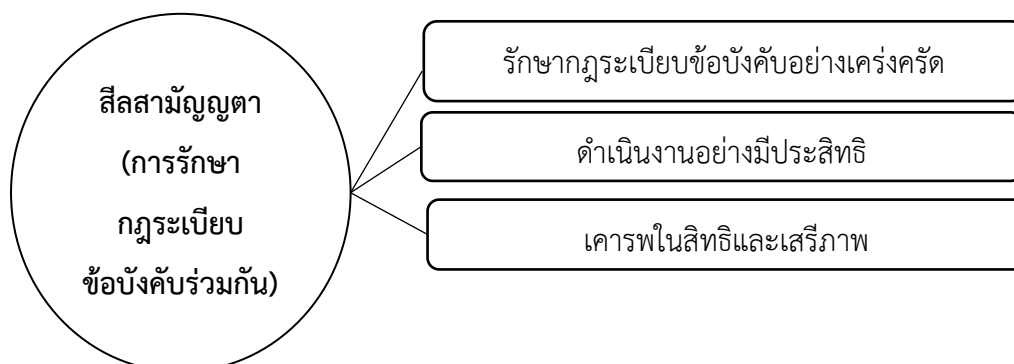 สีลสามัญญตา
(การรักษา
กฎระเบียบ
ข้อบังคับร่วมกัน)
รักษากฎระเบียบข้อบังคับอย่างเคร่งครัด
ดำเนินงานอย่างมีประสิทธิ
เคารพในสิทธิและเสรีภาพ